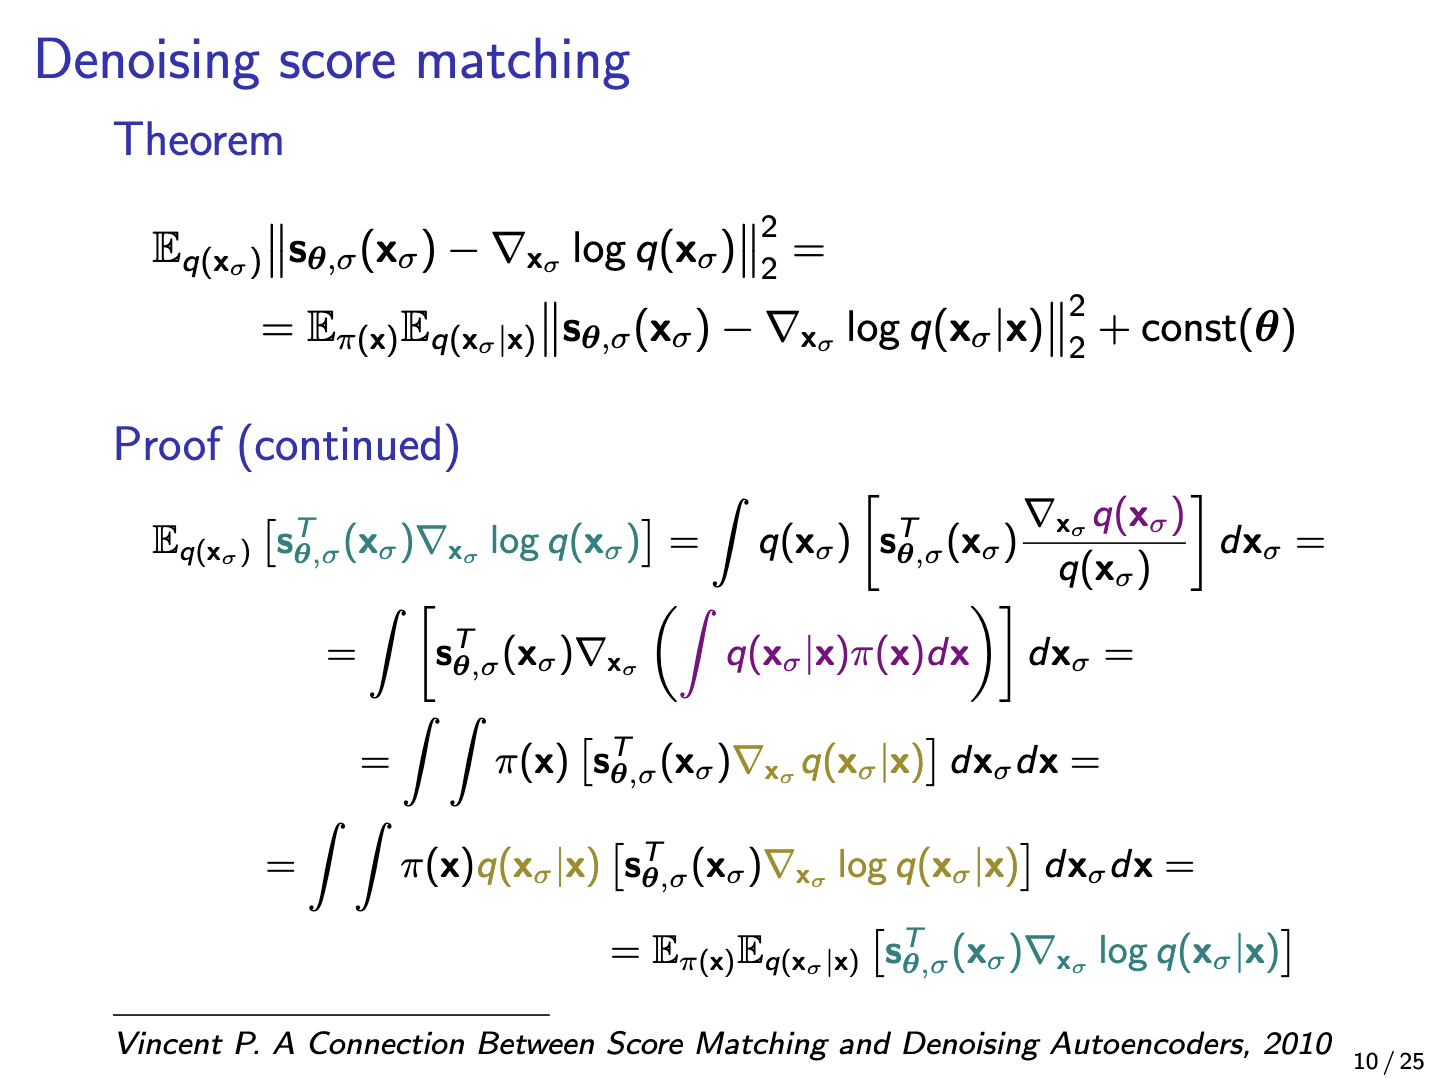 Denoising score matching
Theorem
$\mathbb{E}_{q(\mathbf{x}_\sigma)} \left\| \mathbf{s}_{\boldsymbol{\theta},\sigma}(\mathbf{x}_\sigma) - \nabla_{\mathbf{x}_\sigma} \log q(\mathbf{x}_\sigma) \right\|_2^2 =$
$= \mathbb{E}_{\pi(\mathbf{x})} \mathbb{E}_{q(\mathbf{x}_\sigma|\mathbf{x})} \left\| \mathbf{s}_{\boldsymbol{\theta},\sigma}(\mathbf{x}_\sigma) - \nabla_{\mathbf{x}_\sigma} \log q(\mathbf{x}_\sigma|\mathbf{x}) \right\|_2^2 + \text{const}(\boldsymbol{\theta})$
Proof (continued)
$\mathbb{E}_{q(\mathbf{x}_\sigma)} \left[ \mathbf{s}_{\boldsymbol{\theta},\sigma}^T(\mathbf{x}_\sigma) \nabla_{\mathbf{x}_\sigma} \log q(\mathbf{x}_\sigma) \right] = \int q(\mathbf{x}_\sigma) \left[ \mathbf{s}_{\boldsymbol{\theta},\sigma}^T(\mathbf{x}_\sigma) \frac{\nabla_{\mathbf{x}_\sigma} q(\mathbf{x}_\sigma)}{q(\mathbf{x}_\sigma)} \right] d\mathbf{x}_\sigma =$
$= \int \left[ \mathbf{s}_{\boldsymbol{\theta},\sigma}^T(\mathbf{x}_\sigma) \nabla_{\mathbf{x}_\sigma} \left( \int q(\mathbf{x}_\sigma|\mathbf{x}) \pi(\mathbf{x}) d\mathbf{x} \right) \right] d\mathbf{x}_\sigma =$
$= \int \int \pi(\mathbf{x}) \left[ \mathbf{s}_{\boldsymbol{\theta},\sigma}^T(\mathbf{x}_\sigma) \nabla_{\mathbf{x}_\sigma} q(\mathbf{x}_\sigma|\mathbf{x}) \right] d\mathbf{x}_\sigma d\mathbf{x} =$
$= \int \int \pi(\mathbf{x}) q(\mathbf{x}_\sigma|\mathbf{x}) \left[ \mathbf{s}_{\boldsymbol{\theta},\sigma}^T(\mathbf{x}_\sigma) \nabla_{\mathbf{x}_\sigma} \log q(\mathbf{x}_\sigma|\mathbf{x}) \right] d\mathbf{x}_\sigma d\mathbf{x} =$
$= \mathbb{E}_{\pi(\mathbf{x})} \mathbb{E}_{q(\mathbf{x}_\sigma|\mathbf{x})} \left[ \mathbf{s}_{\boldsymbol{\theta},\sigma}^T(\mathbf{x}_\sigma) \nabla_{\mathbf{x}_\sigma} \log q(\mathbf{x}_\sigma|\mathbf{x}) \right]$
Vincent P. A Connection Between Score Matching and Denoising Autoencoders, 2010
10 / 25